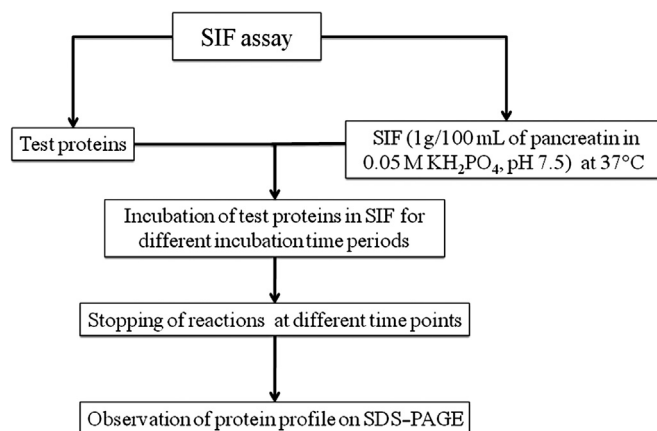 SIF assay
Test proteins
SIF (1g/100 mL of pancreatin in
0.05 M KH₂PO₄, pH 7.5) at 37°C
Incubation of test proteins in SIF for
different incubation time periods
Stopping of reactions at different time points
Observation of protein profile on SDS–PAGE